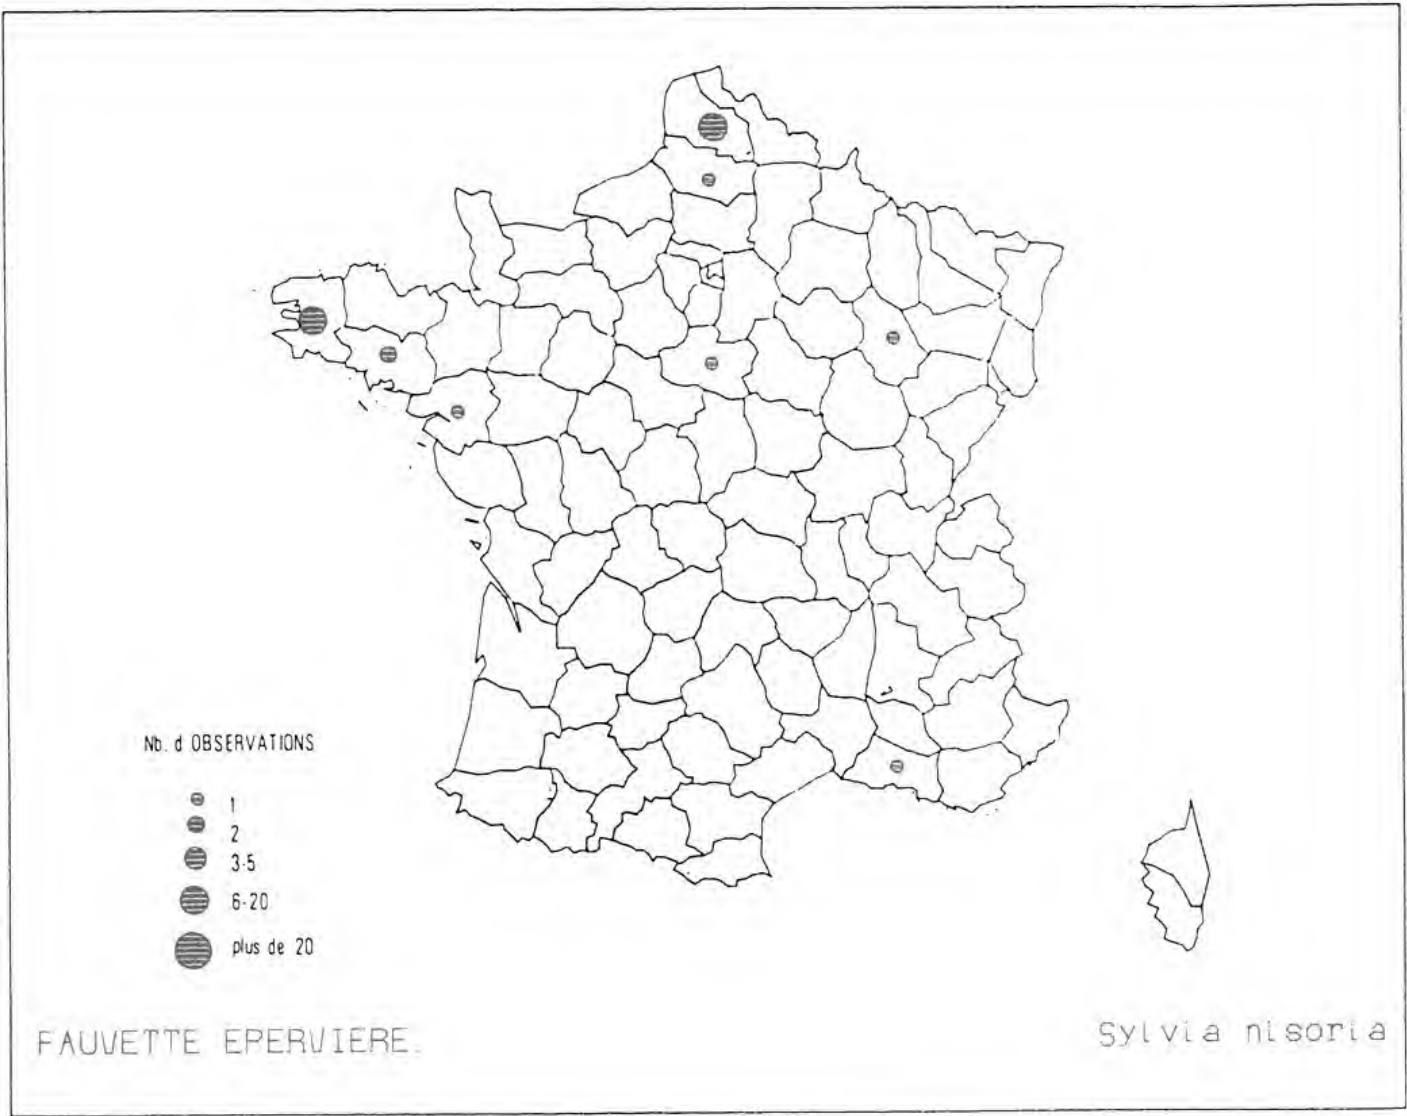 Nb. d OBSERVATIONS
1
2
3-5
6-20
plus de 20
FAUVETTE EPERVIERE.
Sylvia nisoria